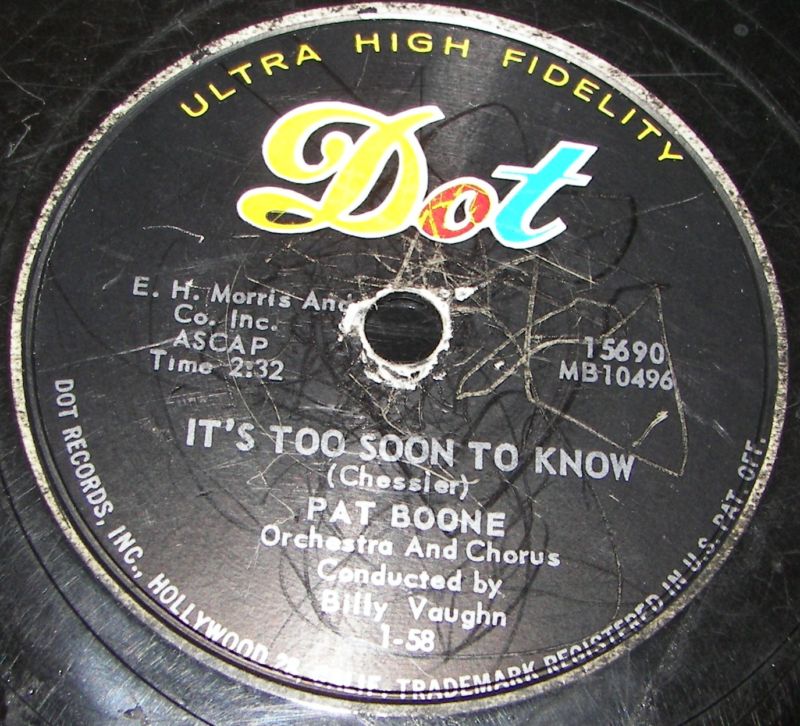 ULTRA HIGH FIDELITY
Dot
E. H. Morris And
Co. Inc.
ASCAP
Time 2:32
15690
MB-10496
IT'S TOO SOON TO KNOW
(Chessler)
PAT BOONE
Orchestra And Chorus
Conducted by
Billy Vaughn
1-58
DOT RECORDS, INC., HOLLYWOOD TRADEMARK REGISTERED IN U.S. PAT. OFF.